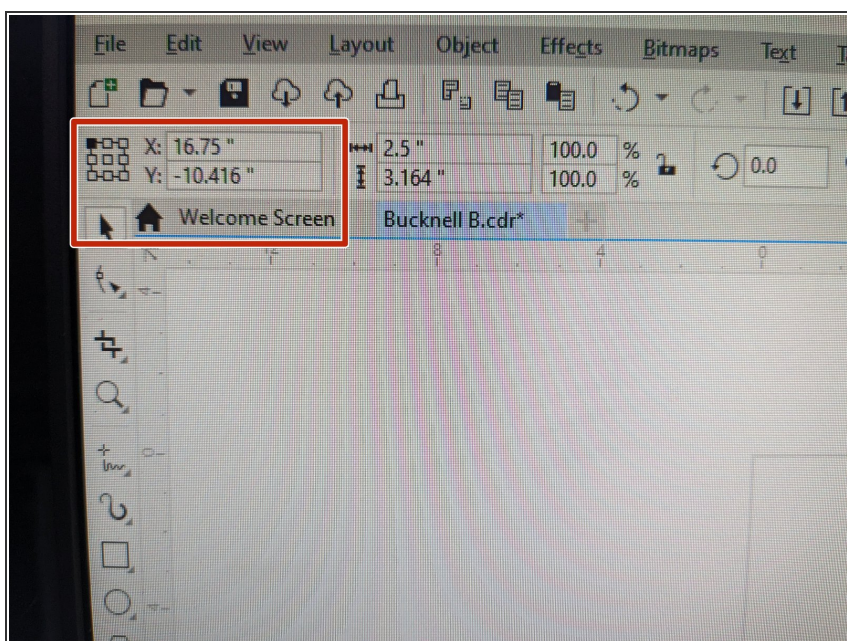 File Edit View Layout Object Effects Bitmaps Text
X: 16.75 " 2.5 " 100.0 % 0.0
Y: -10.416 " 3.164 " 100.0 %
Welcome Screen Bucknell B.cdr*
12 8 4 0